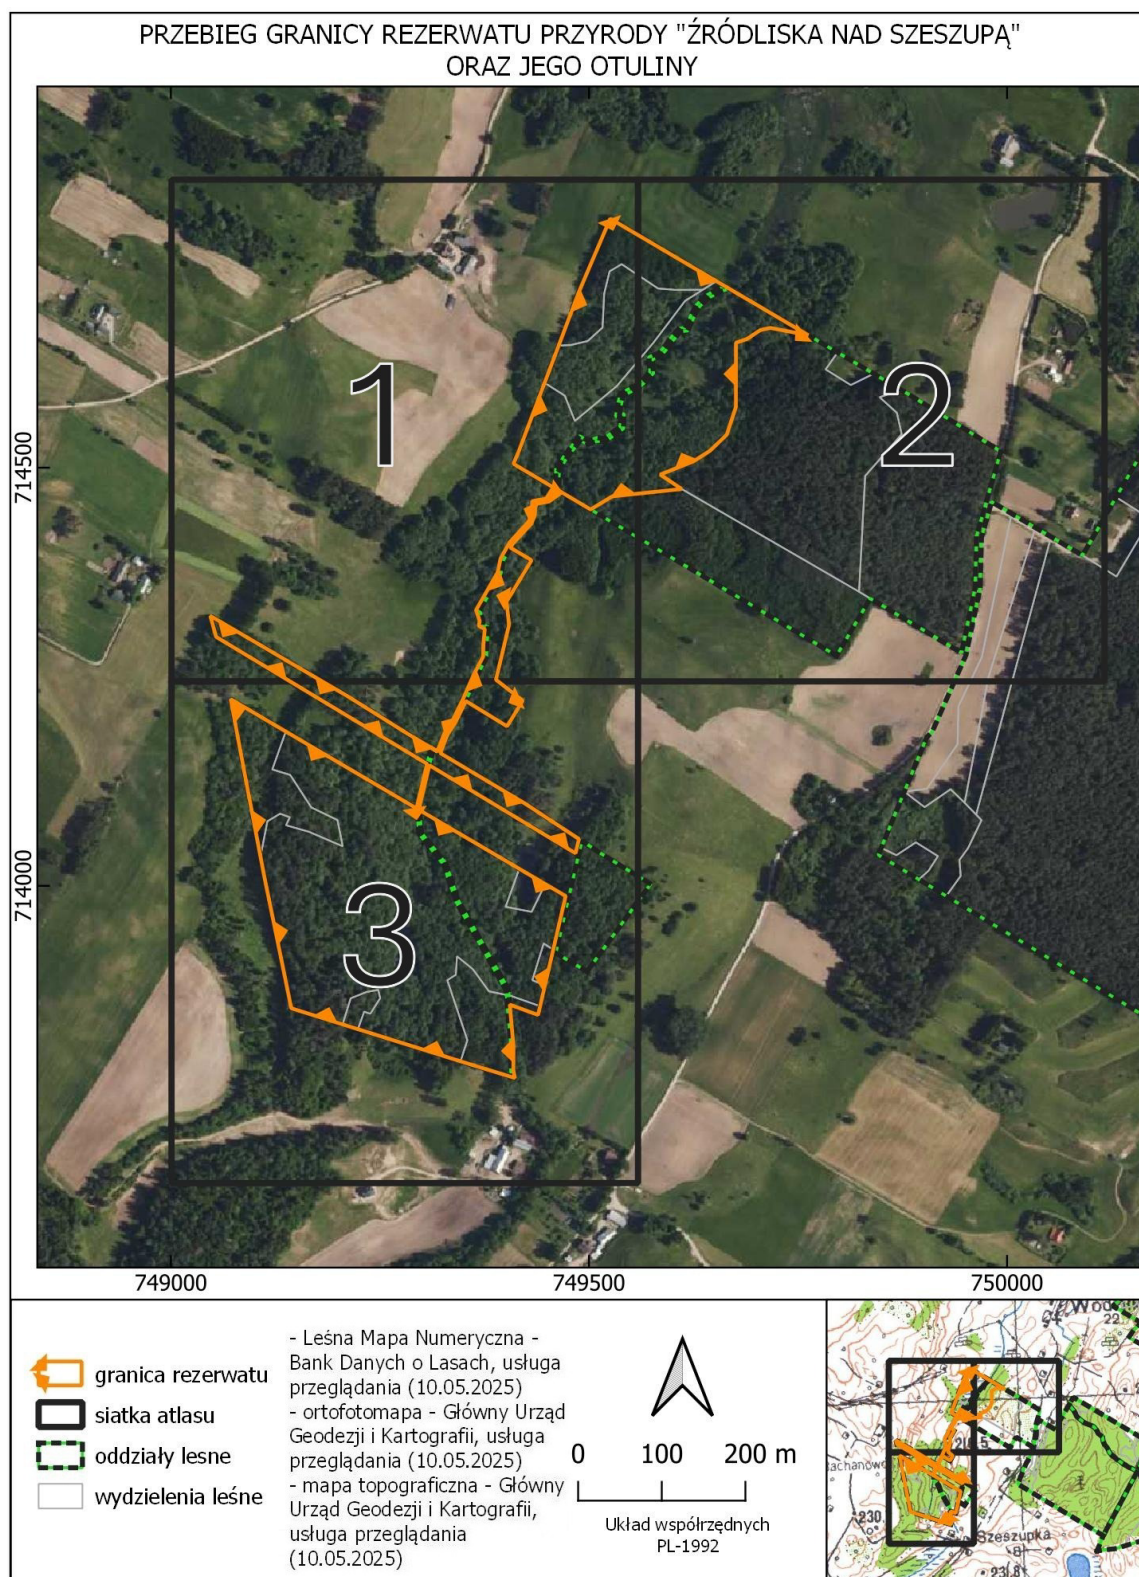 PRZEBIEG GRANICY REZERWATU PRZYRODY "ŹRÓDLISKA NAD SZESZUPĄ"
ORAZ JEGO OTULINY
1
2
3
714500
714000
749000
749500
750000
granica rezerwatu
siatka atlasu
oddziały lesne
wydzielenia leśne
- Leśna Mapa Numeryczna -
Bank Danych o Lasach, usługa
przeglądania (10.05.2025)
- ortofotomapa - Główny Urząd
Geodezji i Kartografii, usługa
przeglądania (10.05.2025)
- mapa topograficzna - Główny
Urząd Geodezji i Kartografii,
usługa przeglądania
(10.05.2025)
0 100 200 m
Układ współrzędnych
PL-1992
230
Szeszupka